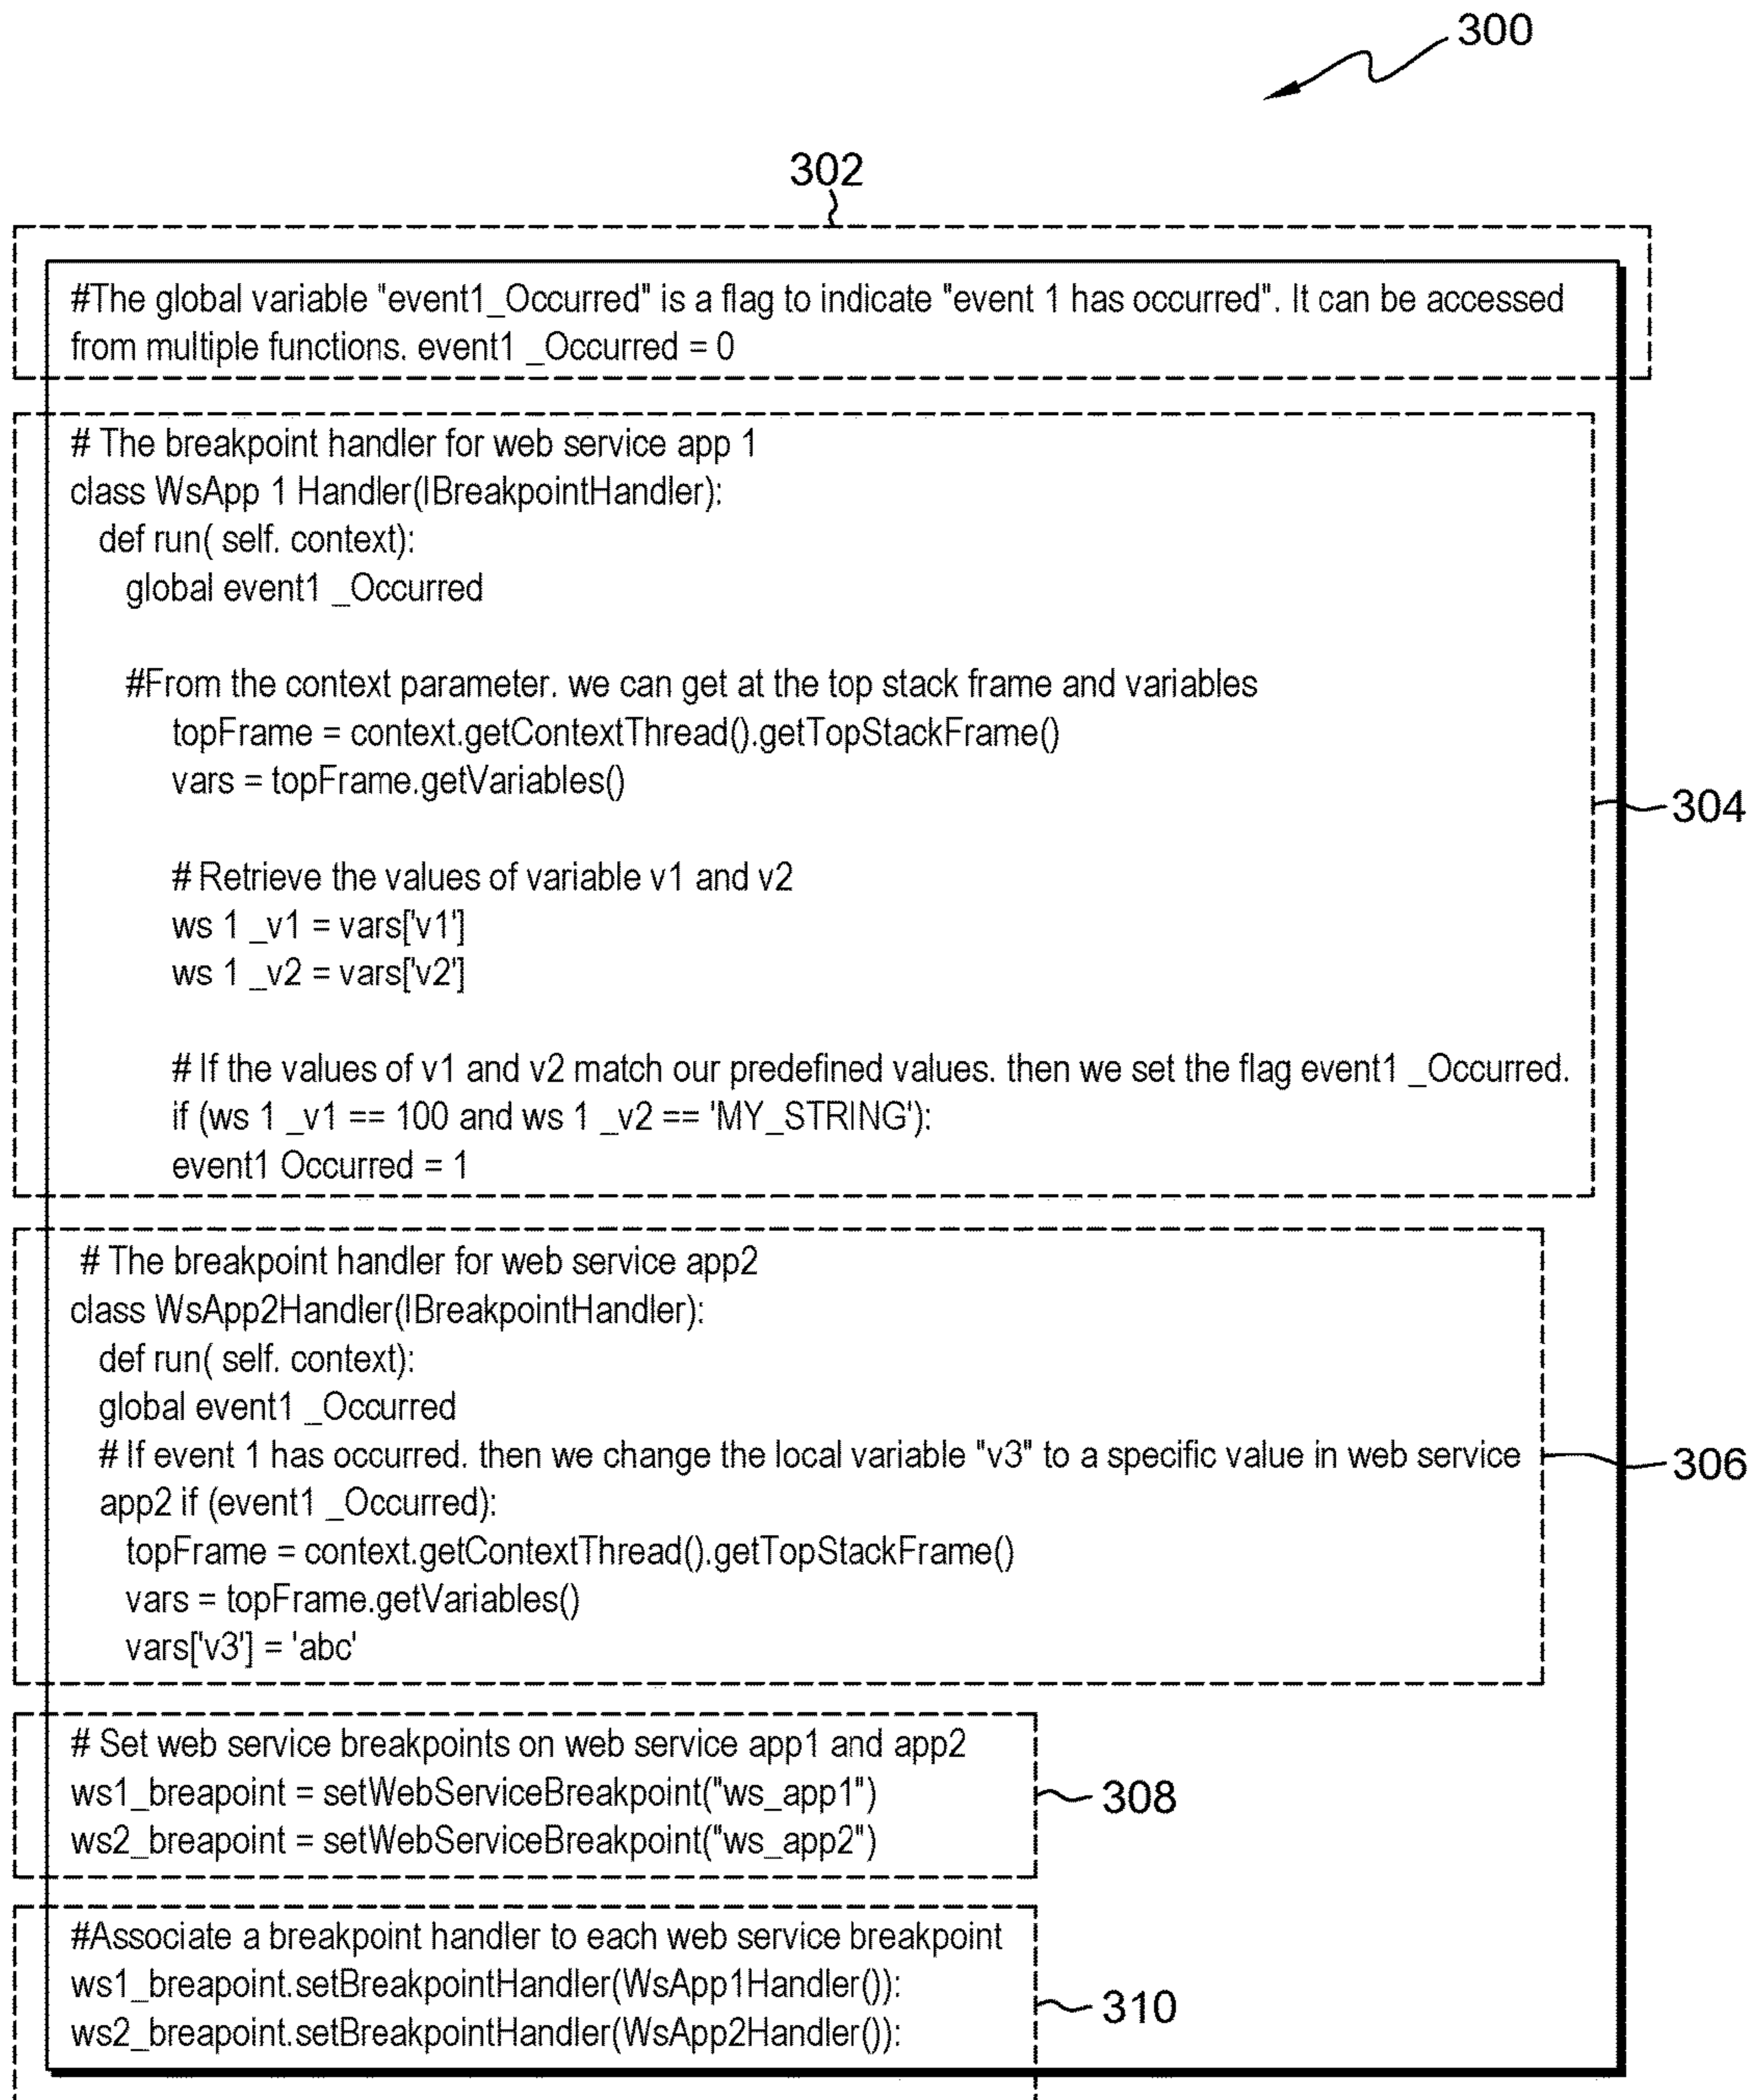 300
302
#The global variable "event1_Occurred" is a flag to indicate "event 1 has occurred". It can be accessed
from multiple functions. event1 _Occurred = 0
# The breakpoint handler for web service app 1
class WsApp 1 Handler(IBreakpointHandler):
def run( self. context):
global event1 _Occurred
#From the context parameter. we can get at the top stack frame and variables
topFrame = context.getContextThread().getTopStackFrame()
vars = topFrame.getVariables()
304
# Retrieve the values of variable v1 and v2
ws 1 _v1 = vars['v1']
ws 1 _v2 = vars['v2']
# If the values of v1 and v2 match our predefined values. then we set the flag event1 _Occurred.
if (ws 1 _v1 == 100 and ws 1 _v2 == 'MY_STRING'):
event1 Occurred = 1
# The breakpoint handler for web service app2
class WsApp2Handler(IBreakpointHandler):
def run( self. context):
global event1 _Occurred
# If event 1 has occurred. then we change the local variable "v3" to a specific value in web service
306
app2 if (event1 _Occurred):
topFrame = context.getContextThread().getTopStackFrame()
vars = topFrame.getVariables()
vars['v3'] = 'abc'
# Set web service breakpoints on web service app1 and app2
ws1_breapoint = setWebServiceBreakpoint("ws_app1")
308
ws2_breapoint = setWebServiceBreakpoint("ws_app2")
#Associate a breakpoint handler to each web service breakpoint
ws1_breapoint.setBreakpointHandler(WsApp1Handler()):
310
ws2_breapoint.setBreakpointHandler(WsApp2Handler()):